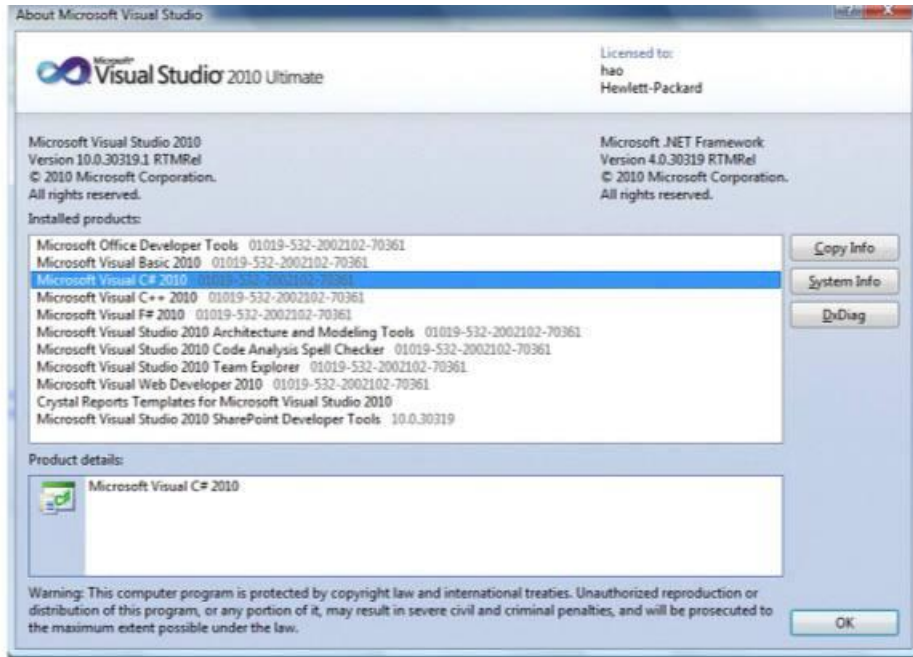 About Microsoft Visual Studio
Microsoft
Visual Studio 2010 Ultimate
Licensed to:
hao
Hewlett-Packard
Microsoft Visual Studio 2010
Version 10.0.30319.1 RTMRel
© 2010 Microsoft Corporation.
All rights reserved.
Microsoft .NET Framework
Version 4.0.30319 RTMRel
© 2010 Microsoft Corporation.
All rights reserved.
Installed products:
Microsoft Office Developer Tools 01019-532-2002102-70361
Microsoft Visual Basic 2010 01019-532-2002102-70361
Microsoft Visual C# 2010 01019-532-2002102-70361
Microsoft Visual C++ 2010 01019-532-2002102-70361
Microsoft Visual F# 2010 01019-532-2002102-70361
Microsoft Visual Studio 2010 Architecture and Modeling Tools 01019-532-2002102-70361
Microsoft Visual Studio 2010 Code Analysis Spell Checker 01019-532-2002102-70361
Microsoft Visual Studio 2010 Team Explorer 01019-532-2002102-70361
Microsoft Visual Web Developer 2010 01019-532-2002102-70361
Crystal Reports Templates for Microsoft Visual Studio 2010
Microsoft Visual Studio 2010 SharePoint Developer Tools 10.0.30319
Copy Info
System Info
DxDiag
Product details:
Microsoft Visual C# 2010
Warning: This computer program is protected by copyright law and international treaties. Unauthorized reproduction or
distribution of this program, or any portion of it, may result in severe civil and criminal penalties, and will be prosecuted to
the maximum extent possible under the law.
OK